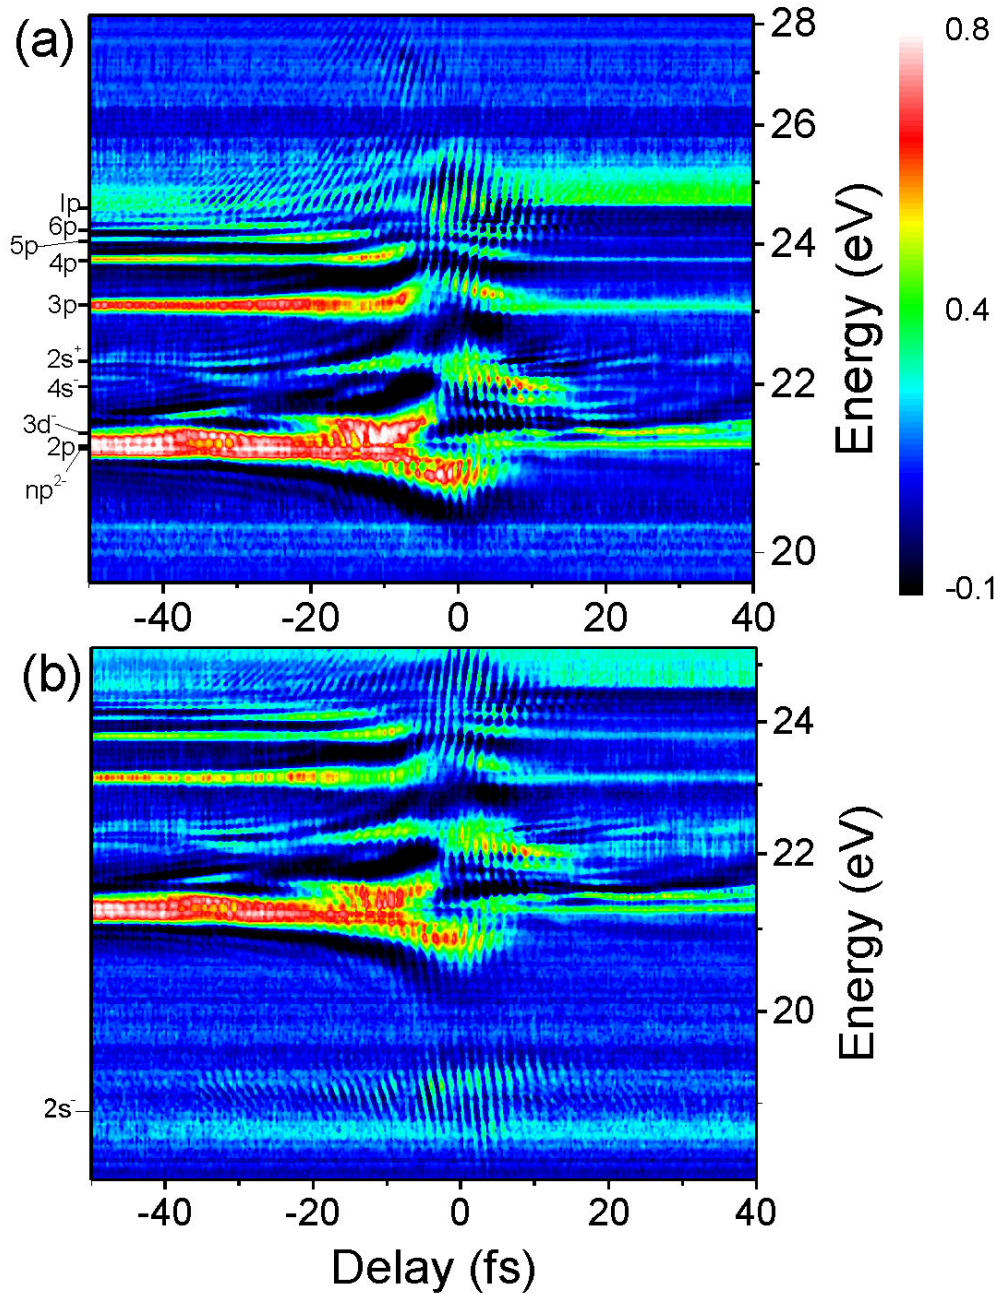 (a)
28
26
24
22
20
Energy (eV)
0.8
0.4
-0.1
Ip
6p
5p
4p
3p
2s⁺
4s⁻
3d⁻
2p
np²⁻
-40
-20
0
20
40
(b)
24
22
20
Energy (eV)
2s⁻
-40
-20
0
20
40
Delay (fs)